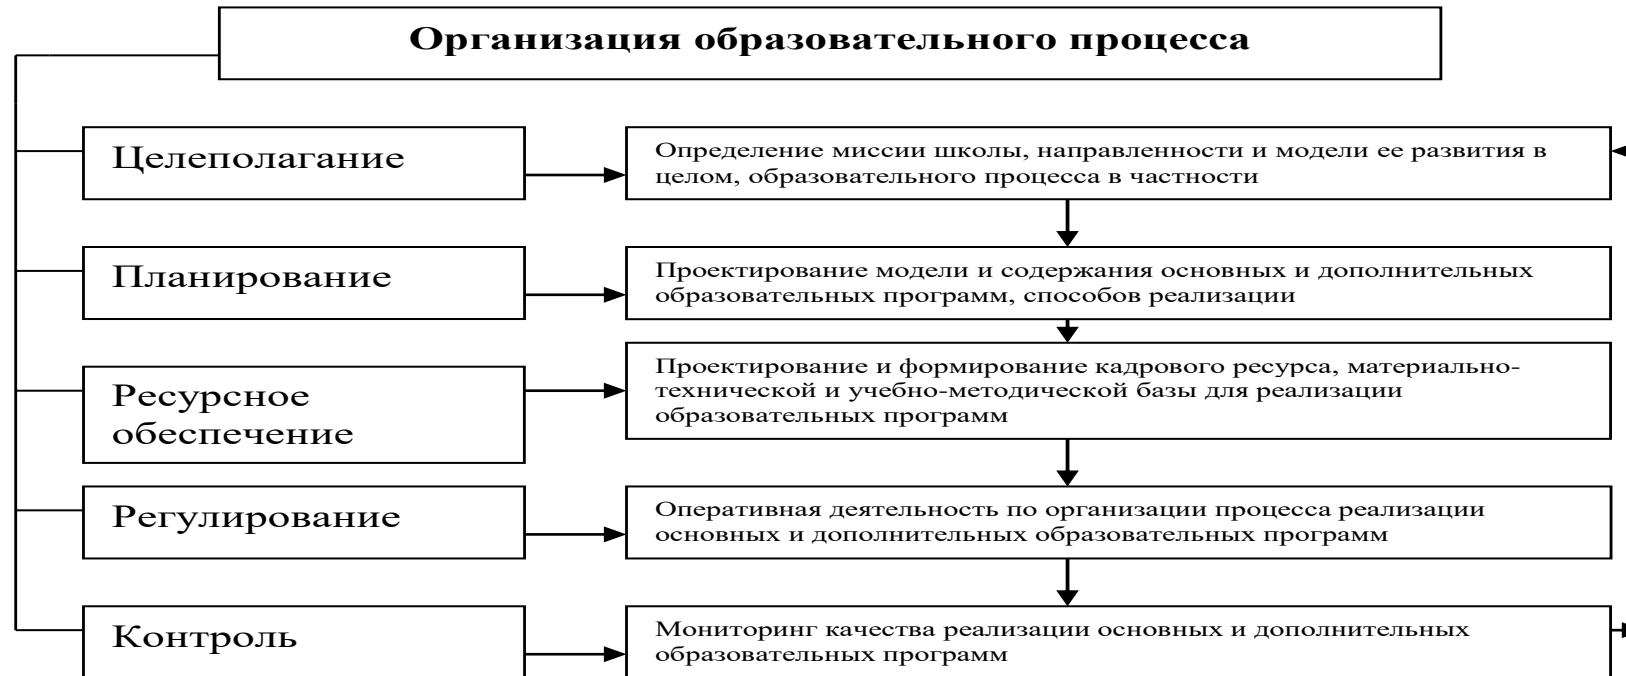 Организация образовательного процесса
Целеполагание
Определение миссии школы, направленности и модели ее развития в
целом, образовательного процесса в частности
Планирование
Проектирование модели и содержания основных и дополнительных
образовательных программ, способов реализации
Ресурсное
обеспечение
Проектирование и формирование кадрового ресурса, материально-
технической и учебно-методической базы для реализации
образовательных программ
Регулирование
Оперативная деятельность по организации процесса реализации
основных и дополнительных образовательных программ
Контроль
Мониторинг качества реализации основных и дополнительных
образовательных программ